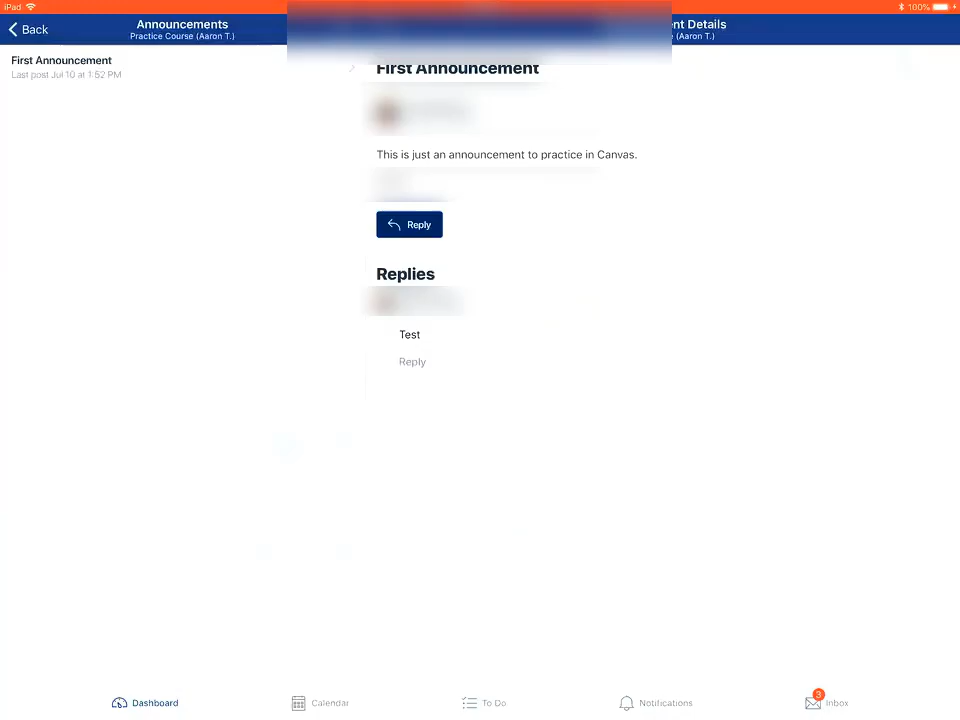 iPad
100%
Back
Announcements
Practice Course (Aaron T.)
nt Details
(Aaron T.)
First Announcement
Last post Jul 10 at 1:52 PM
First Announcement
This is just an announcement to practice in Canvas.
Reply
Replies
Test
Reply
Dashboard
Calendar
To Do
Notifications
3
Inbox